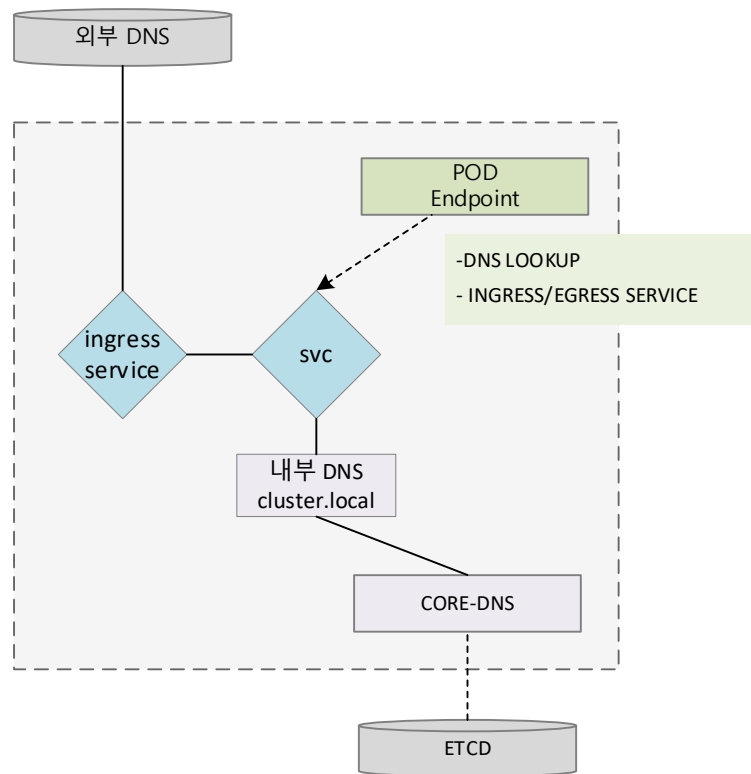 외부 DNS
POD
Endpoint
-DNS LOOKUP
- INGRESS/EGRESS SERVICE
ingress
service
svc
내부 DNS
cluster.local
CORE-DNS
ETCD